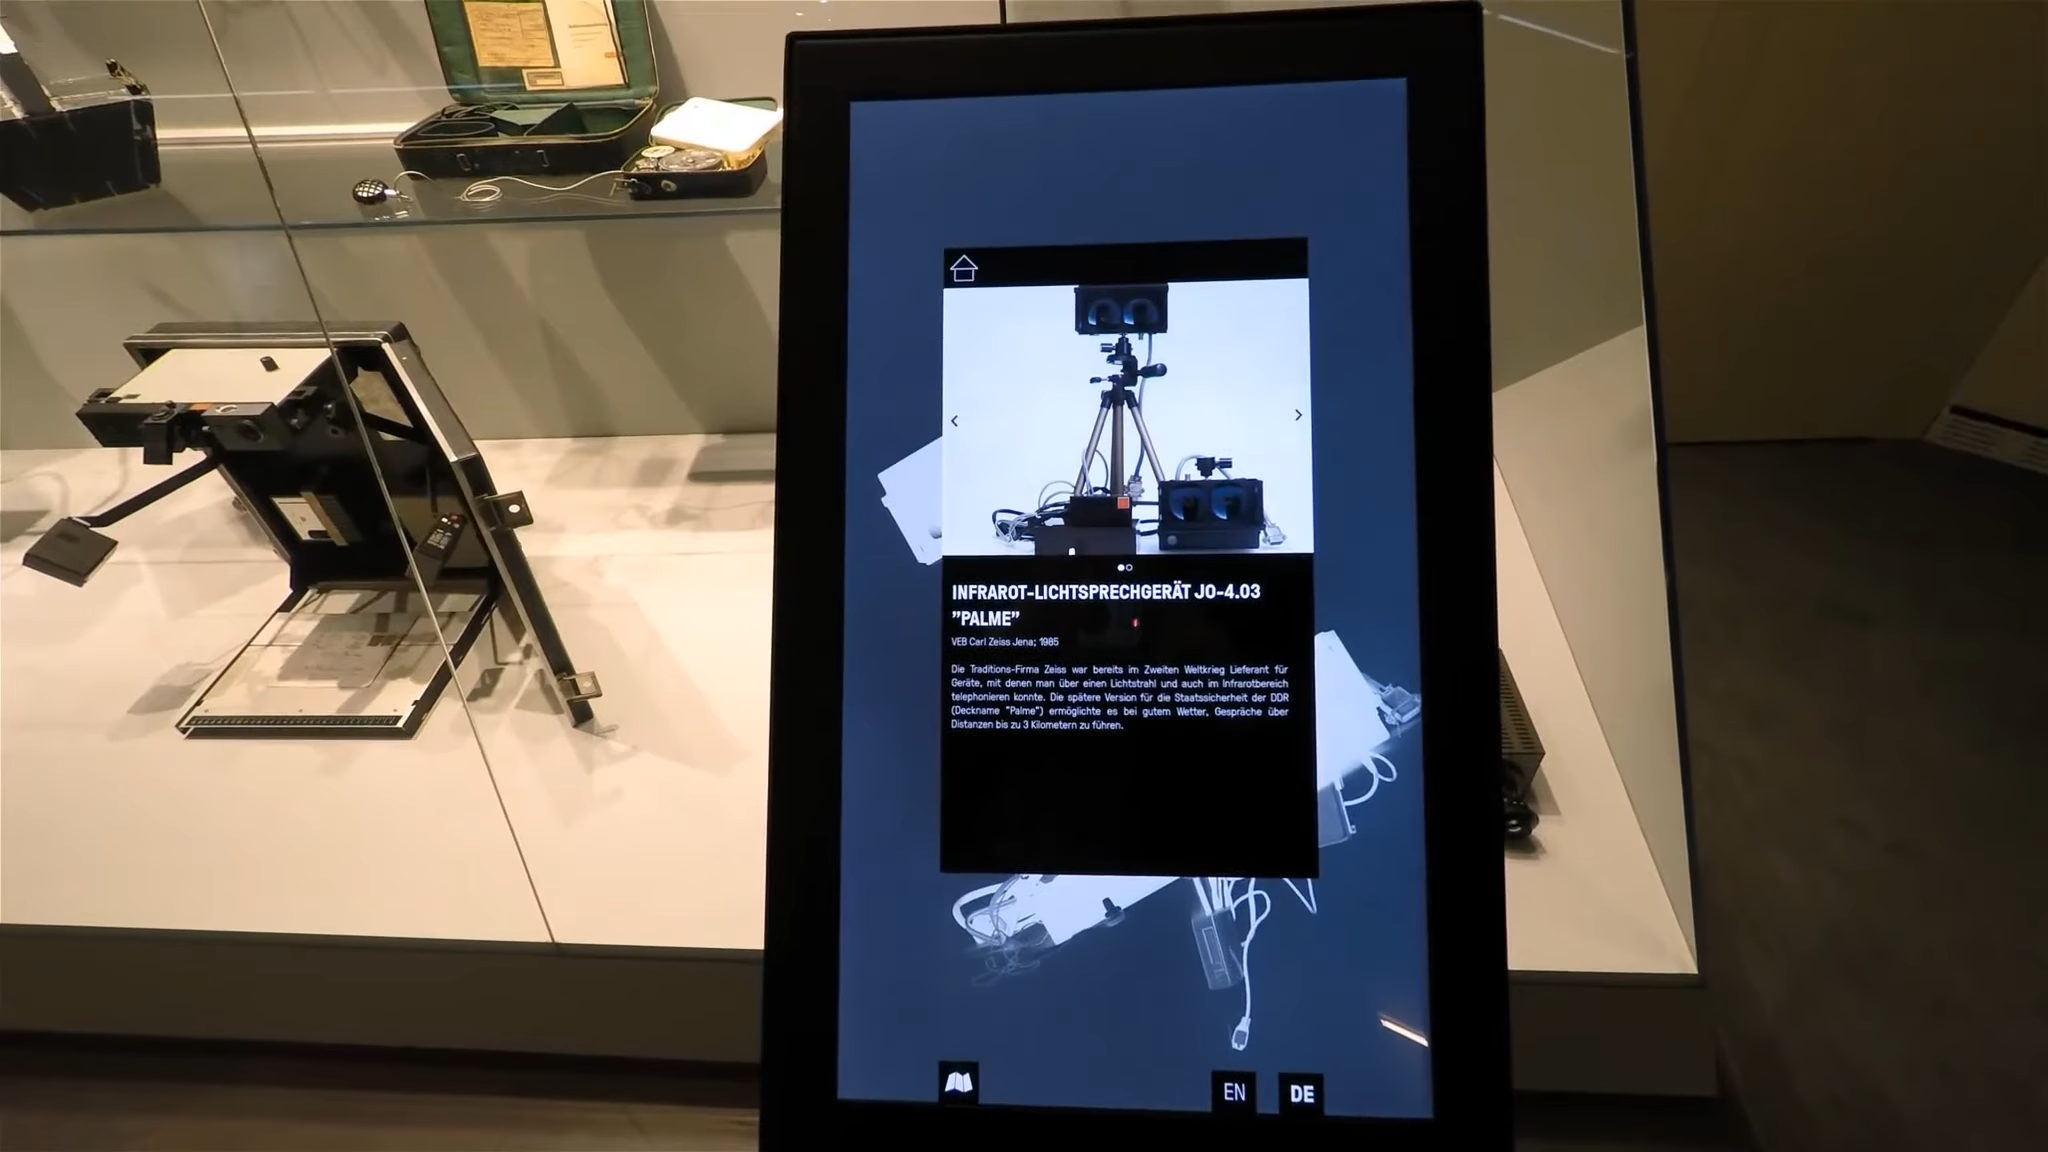 INFRAROT-LICHTSPRECHGERÄT JO-4.03
"PALME"
VEB Carl Zeiss Jena; 1985
Die Traditions-Firma Zeiss war bereits im Zweiten Weltkrieg Lieferant für
Geräte, mit denen man über einen Lichtstrahl und auch im Infrarotbereich
telephonieren konnte. Die spätere Version für die Staatssicherheit der DDR
(Deckname "Palme") ermöglichte es bei gutem Wetter, Gespräche über
Distanzen bis zu 3 Kilometern zu führen.
EN
DE